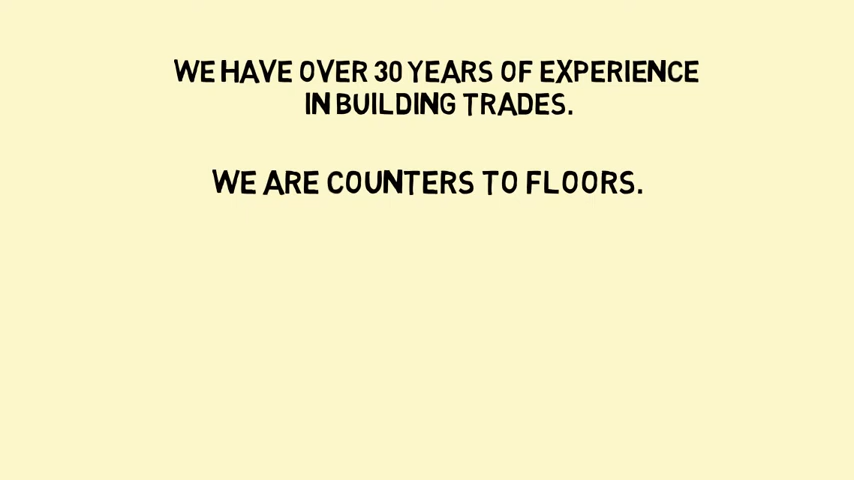 WE HAVE OVER 30 YEARS OF EXPERIENCE
IN BUILDING TRADES.
WE ARE COUNTERS TO FLOORS.